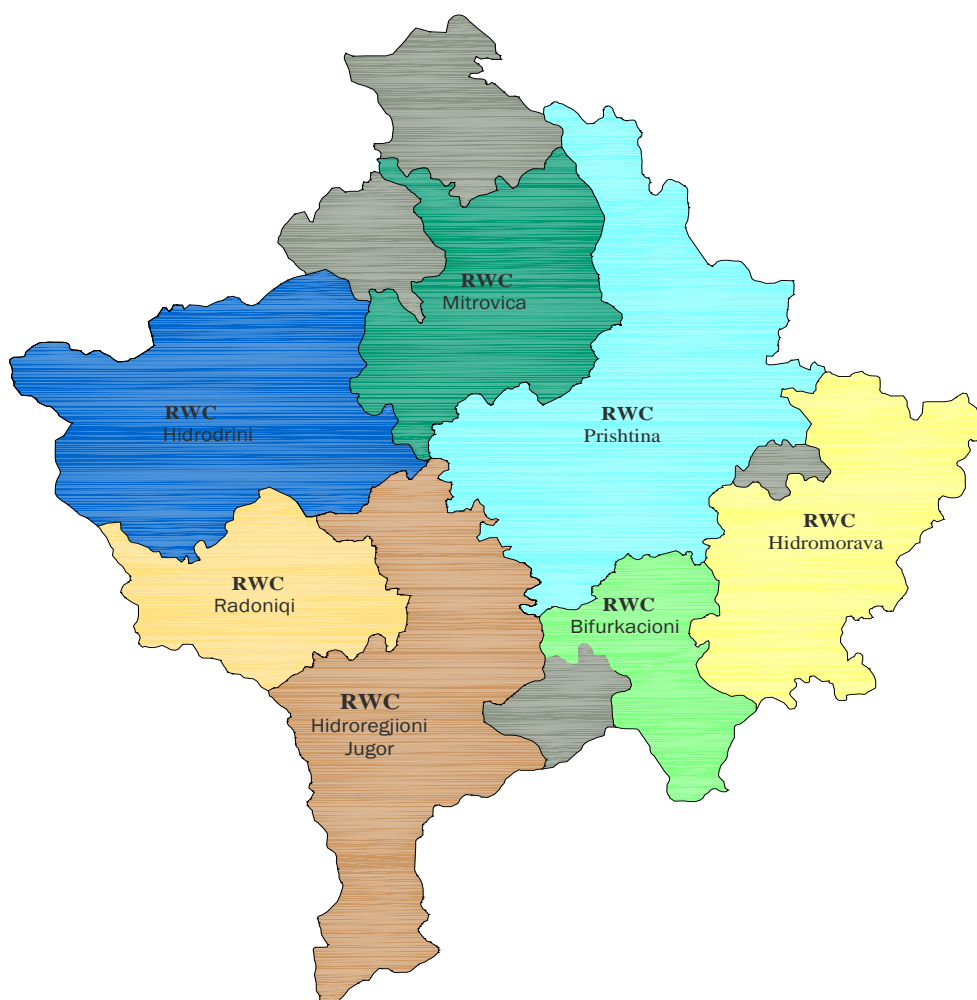 RWC
Mitrovica
RWC
Hidrodrini
RWC
Prishtina
RWC
Hidromorava
RWC
Radoniqi
RWC
Bifurkacioni
RWC
Hidroregjioni
Jugor